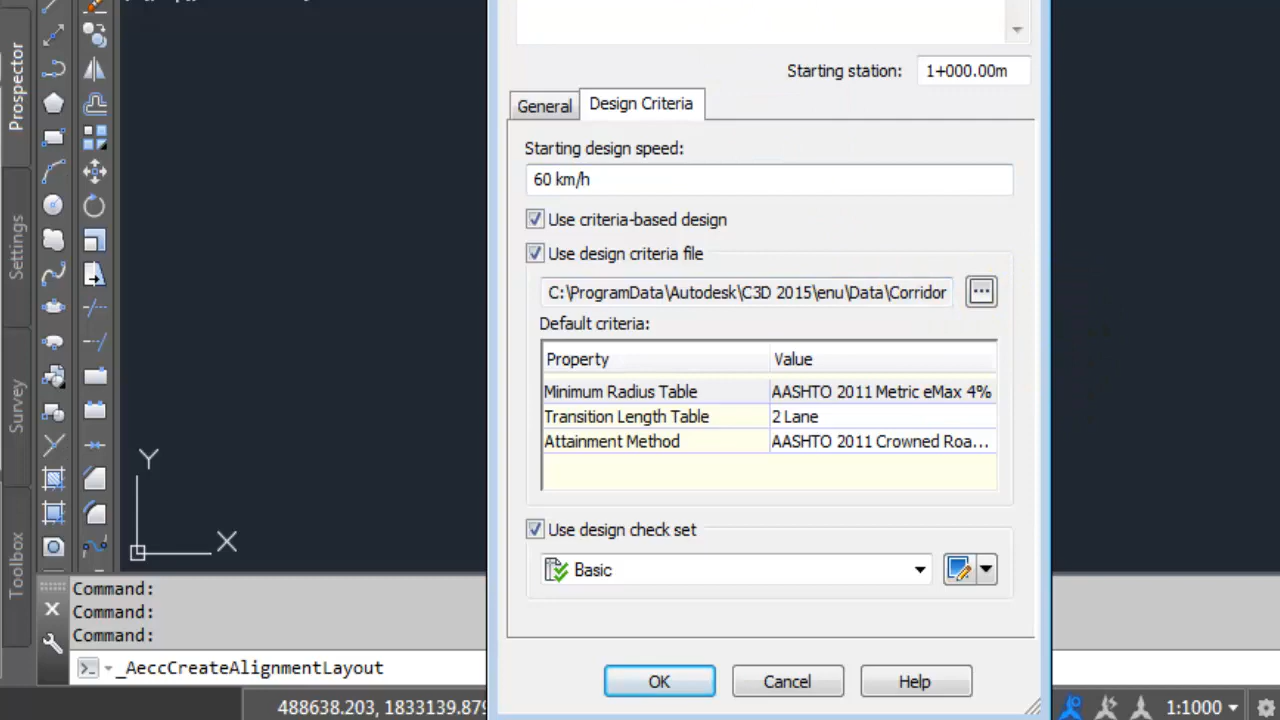 Starting station: 1+000.00m
General Design Criteria
Starting design speed:
60 km/h
Use criteria-based design
Use design criteria file
C:\ProgramData\Autodesk\C3D 2015\enu\Data\Corridor
Default criteria:
Property Value
Minimum Radius Table AASHTO 2011 Metric eMax 4%
Transition Length Table 2 Lane
Attainment Method AASHTO 2011 Crowned Roa...
Use design check set
Basic
OK Cancel Help
Prospector
Settings
Survey
Toolbox
Y
X
Command:
Command:
Command:
_AeccCreateAlignmentLayout
488638.203, 1833139.879
1:1000